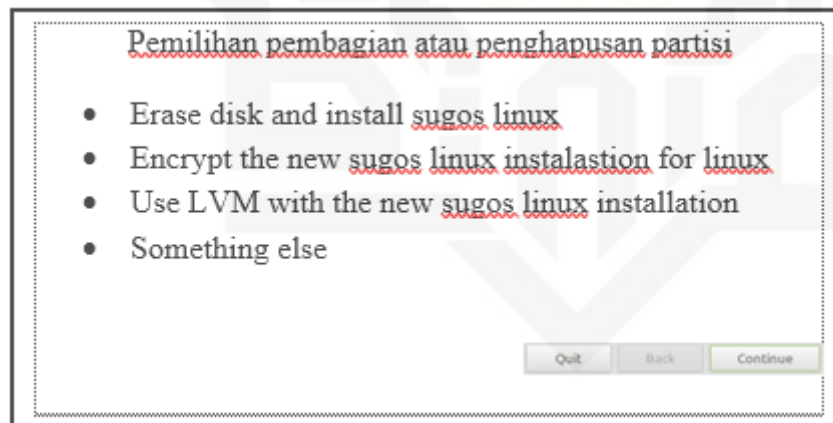 Pemilihan pembagian atau penghapusan partisi
• Erase disk and install sugos linux
• Encrypt the new sugos linux instalastion for linux
• Use LVM with the new sugos linux installation
• Something else
Quit Back Continue